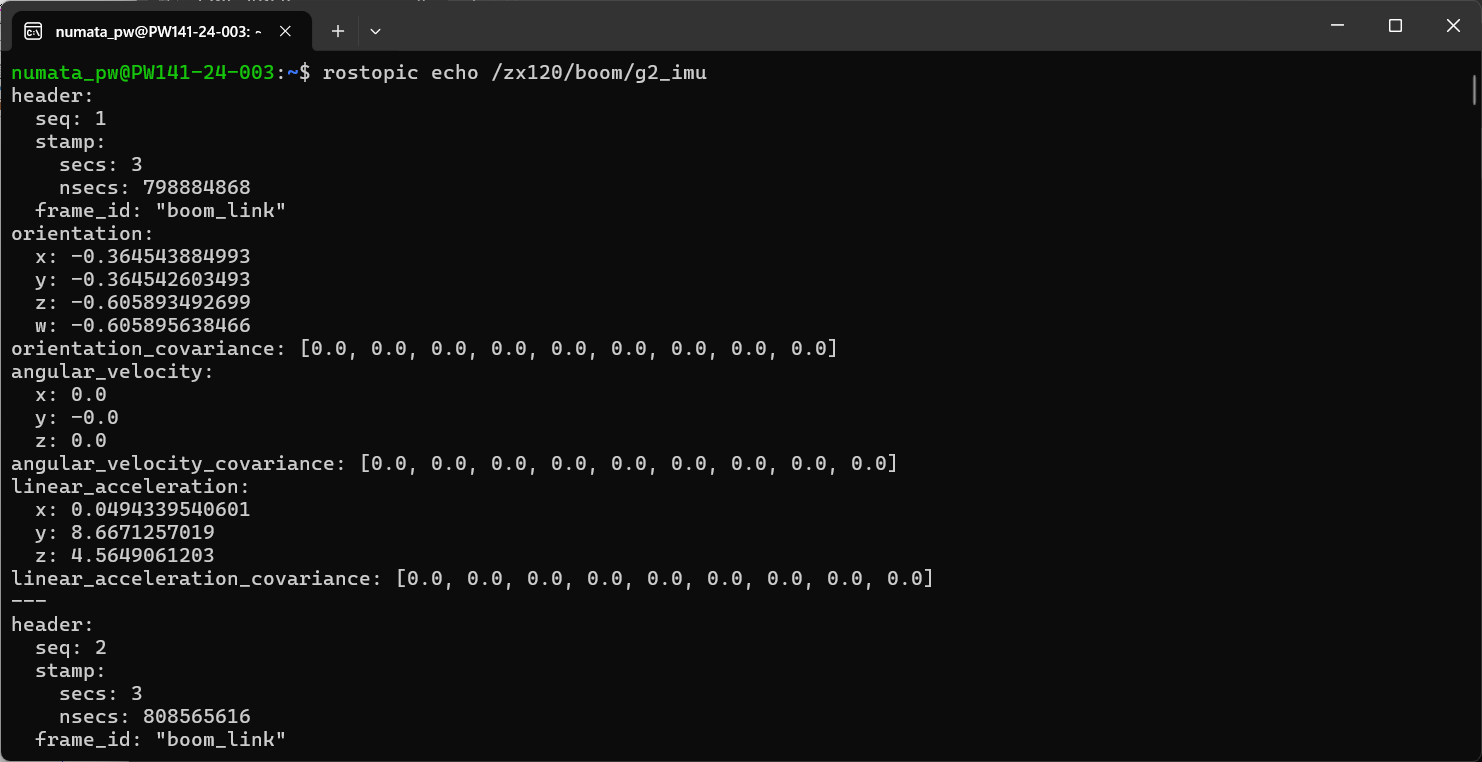 numata_pw@PW141-24-003: ~
numata_pw@PW141-24-003:~$ rostopic echo /zx120/boom/g2_imu
header:
  seq: 1
  stamp:
    secs: 3
    nsecs: 798884868
  frame_id: "boom_link"
orientation:
  x: -0.364543884993
  y: -0.364542603493
  z: -0.605893492699
  w: -0.605895638466
orientation_covariance: [0.0, 0.0, 0.0, 0.0, 0.0, 0.0, 0.0, 0.0, 0.0]
angular_velocity:
  x: 0.0
  y: -0.0
  z: 0.0
angular_velocity_covariance: [0.0, 0.0, 0.0, 0.0, 0.0, 0.0, 0.0, 0.0, 0.0]
linear_acceleration:
  x: 0.0494339540601
  y: 8.6671257019
  z: 4.5649061203
linear_acceleration_covariance: [0.0, 0.0, 0.0, 0.0, 0.0, 0.0, 0.0, 0.0, 0.0]
---
header:
  seq: 2
  stamp:
    secs: 3
    nsecs: 808565616
  frame_id: "boom_link"